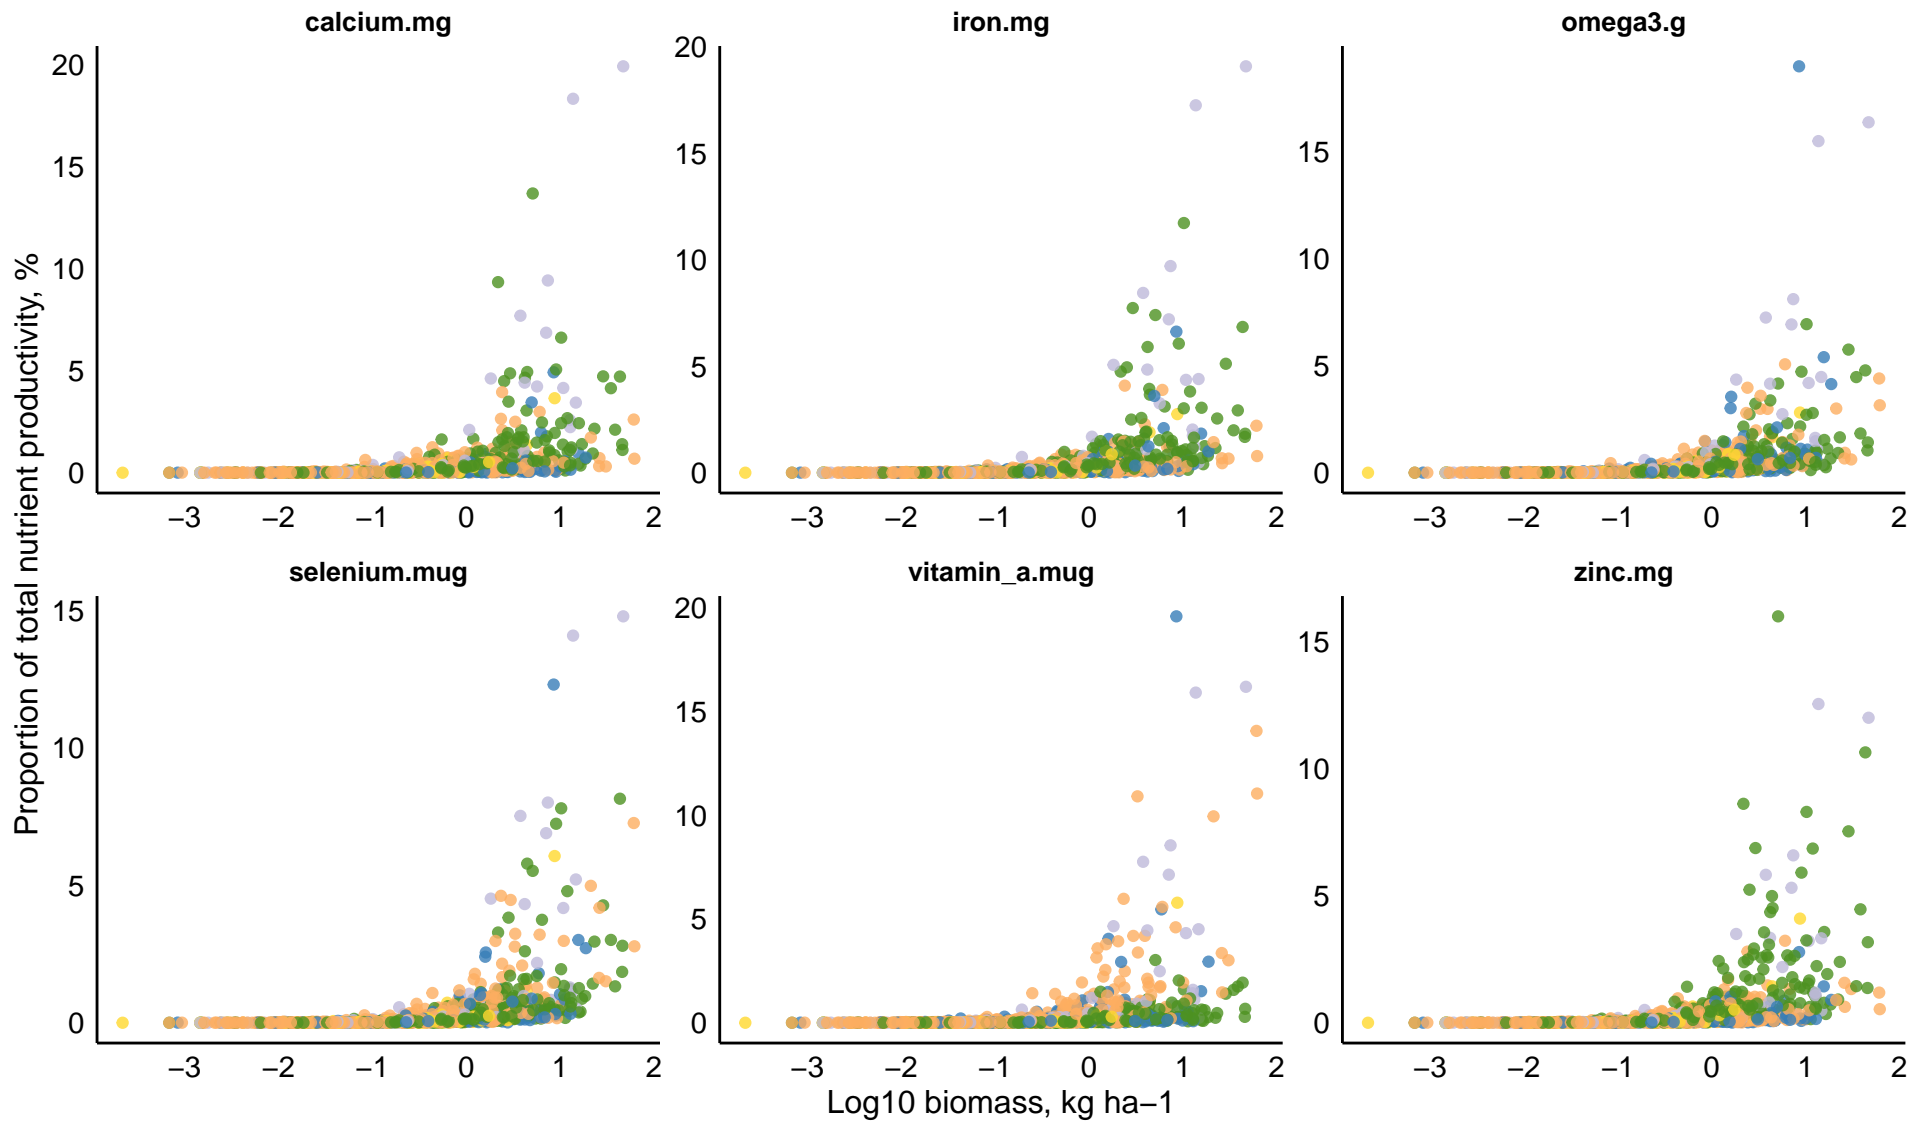 calcium.mg iron.mg omega3.g
20 20
15 15 15
10 10 10
5 5 5
0 0 0
−3 −2 −1 0 1 2 −3 −2 −1 0 1 2 −3 −2 −1 0 1 2
Proportion of total nutrient productivity, %
selenium.mug vitamin_a.mug zinc.mg
15 20 15
10 15 10
5 10 5
0 5 0
0
−3 −2 −1 0 1 2 −3 −2 −1 0 1 2 −3 −2 −1 0 1 2
Log10 biomass, kg ha−1